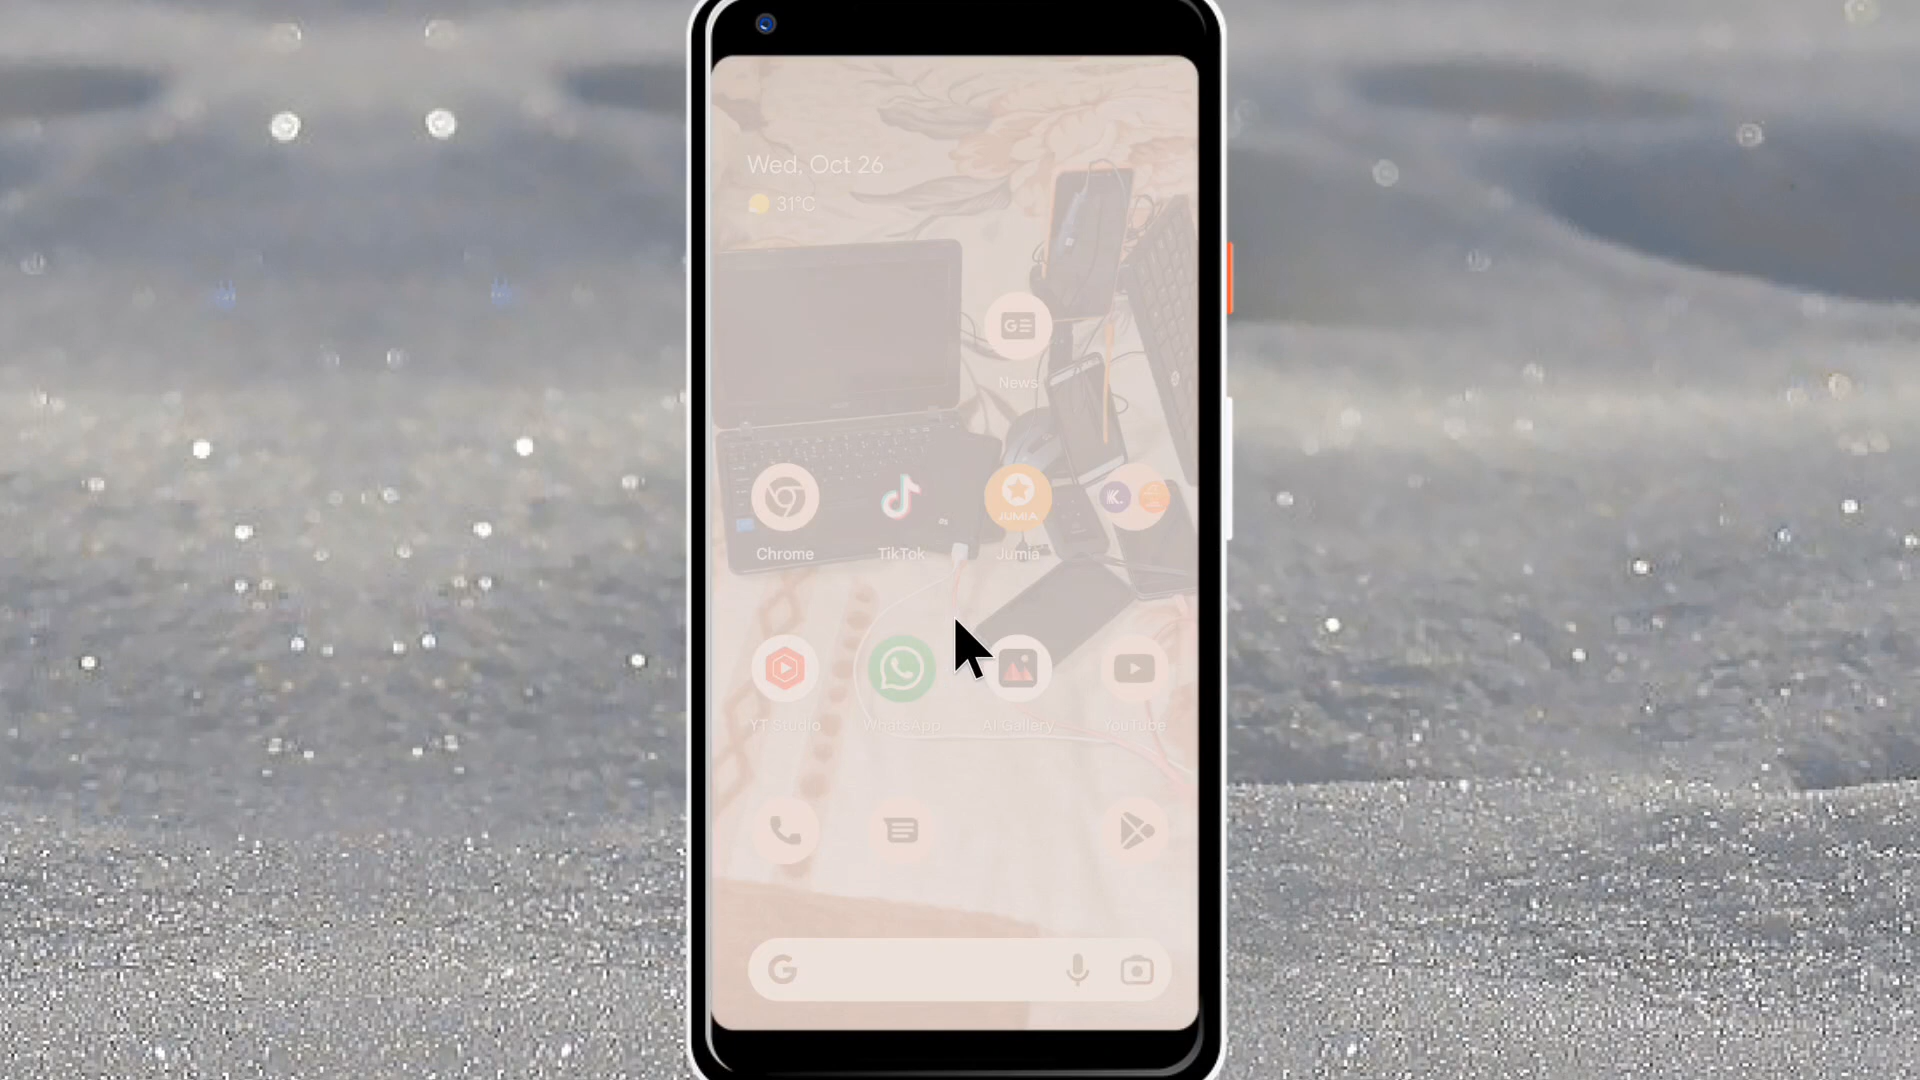 Wed, Oct 26
31°C
News
Chrome
TikTok
JUMIA
Jumia
YT Studio
WhatsApp
AI Gallery
YouTube